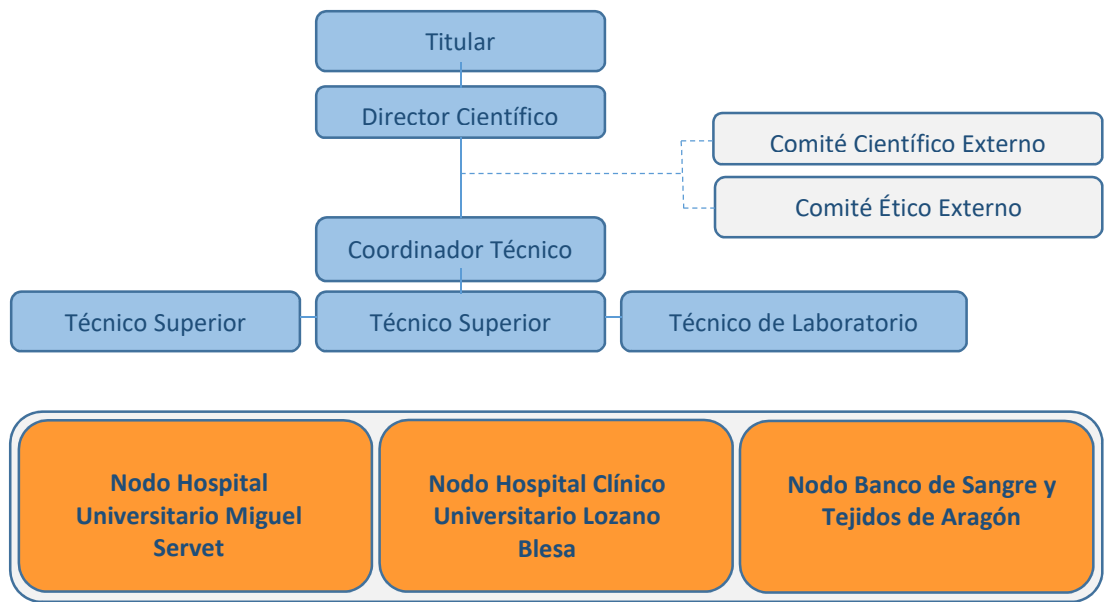 Titular
Director Científico
Comité Científico Externo
Comité Ético Externo
Coordinador Técnico
Técnico Superior
Técnico Superior
Técnico de Laboratorio
Nodo Hospital
Universitario Miguel
Servet
Nodo Hospital Clínico
Universitario Lozano
Blesa
Nodo Banco de Sangre y
Tejidos de Aragón